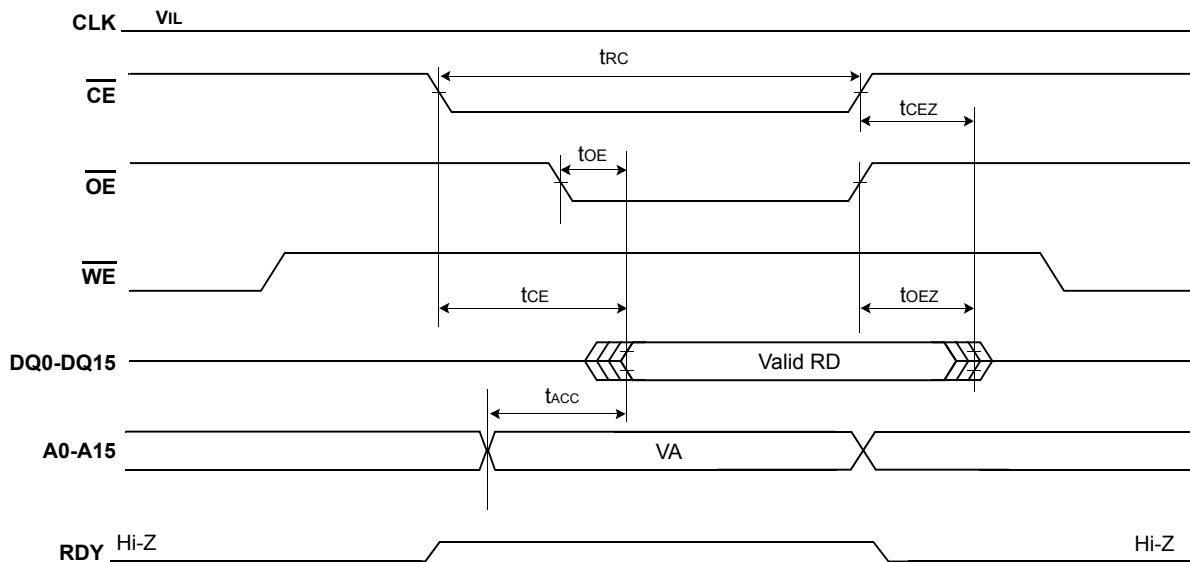 CLK VIL
tRC
CE
tCEZ
tOE
OE
WE
tCE
tOEZ
DQ0-DQ15
Valid RD
tACC
A0-A15
VA
RDY Hi-Z
Hi-Z